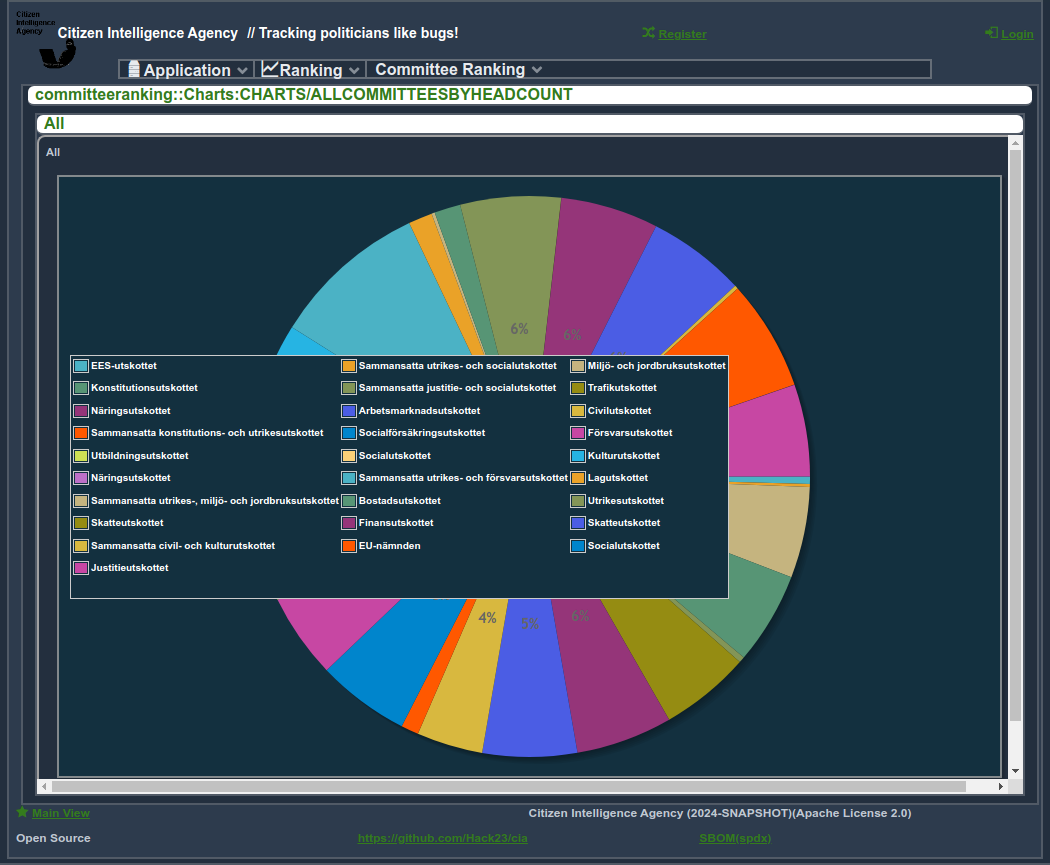 Citizen
Intelligence
Agency
Citizen Intelligence Agency // Tracking politicians like bugs!
Register
Login
Application
Ranking
Committee Ranking
committeeranking::Charts:CHARTS/ALLCOMMITTEESBYHEADCOUNT
All
All
6%
6%
EES-utskottet
Sammansatta utrikes- och socialutskottet
Miljö- och jordbruksutskottet
Konstitutionsutskottet
Sammansatta justitie- och socialutskottet
Trafikutskottet
Näringsutskottet
Arbetsmarknadsutskottet
Civilutskottet
Sammansatta konstitutions- och utrikesutskottet
Socialförsäkringsutskottet
Försvarsutskottet
Utbildningsutskottet
Socialutskottet
Kulturutskottet
Näringsutskottet
Sammansatta utrikes- och försvarsutskottet
Lagutskottet
Sammansatta utrikes-, miljö- och jordbruksutskottet
Bostadsutskottet
Utrikesutskottet
Skatteutskottet
Finansutskottet
Skatteutskottet
Sammansatta civil- och kulturutskottet
EU-nämnden
Socialutskottet
Justitieutskottet
4%
5%
6%
Main View
Citizen Intelligence Agency (2024-SNAPSHOT)(Apache License 2.0)
Open Source
https://github.com/Hack23/cia
SBOM(spdx)